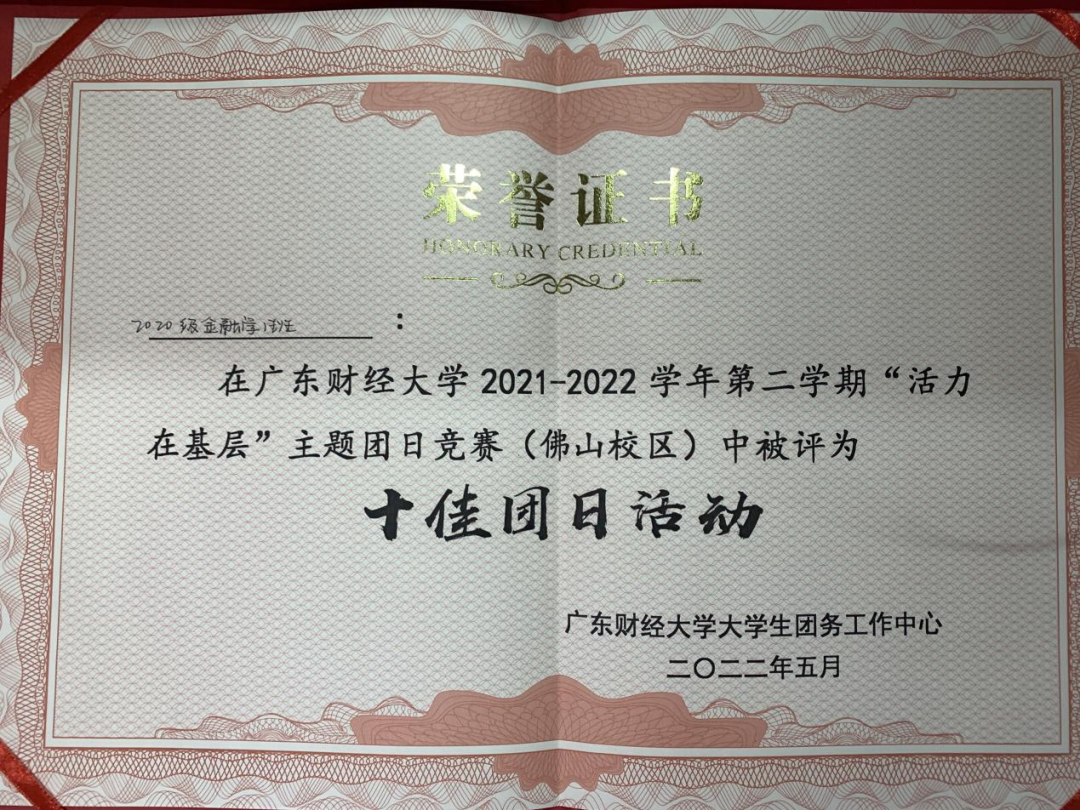 荣誉证书
HONORARY CREDENTIAL
2020级金融学1班:
在广东财经大学2021-2022学年第二学期“活力
在基层”主题团日竞赛（佛山校区）中被评为
十佳团日活动
广东财经大学大学生团务工作中心
二〇二二年五月